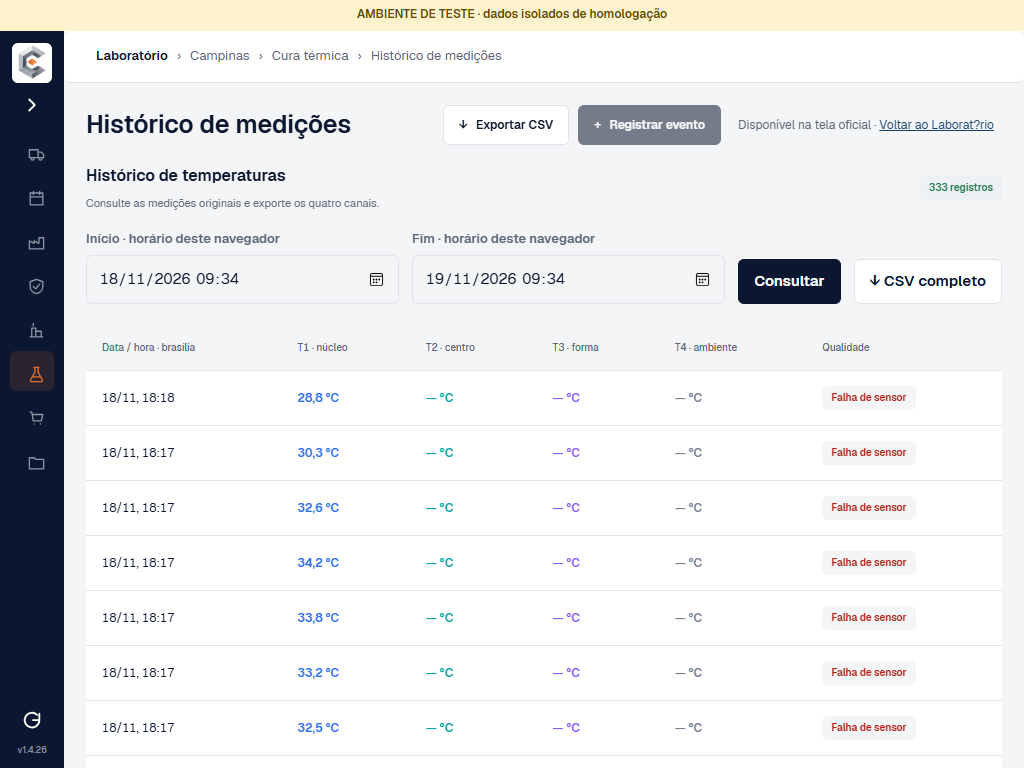 AMBIENTE DE TESTE · dados isolados de homologação
Laboratório › Campinas › Cura térmica › Histórico de medições
Histórico de medições
↓ Exportar CSV
+ Registrar evento
Disponível na tela oficial · Voltar ao Laborat?rio
Histórico de temperaturas
Consulte as medições originais e exporte os quatro canais.
333 registros
Início · horário deste navegador
Fim · horário deste navegador
18/11/2026 09:34
19/11/2026 09:34
Consultar
↓ CSV completo
Data / hora · brasilia T1 · núcleo T2 · centro T3 · forma T4 · ambiente Qualidade
18/11, 18:18 28,8 °C — °C — °C — °C Falha de sensor
18/11, 18:17 30,3 °C — °C — °C — °C Falha de sensor
18/11, 18:17 32,6 °C — °C — °C — °C Falha de sensor
18/11, 18:17 34,2 °C — °C — °C — °C Falha de sensor
18/11, 18:17 33,8 °C — °C — °C — °C Falha de sensor
18/11, 18:17 33,2 °C — °C — °C — °C Falha de sensor
18/11, 18:17 32,5 °C — °C — °C — °C Falha de sensor
v1.4.26